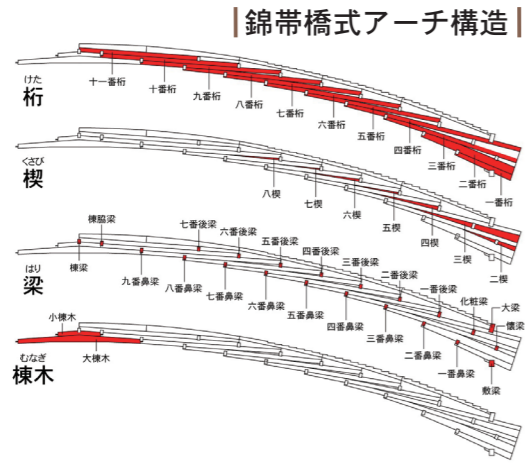 錦帯橋式アーチ構造
けた
桁
十一番桁
十番桁
九番桁
八番桁
七番桁
六番桁
五番桁
四番桁
三番桁
二番桁
一番桁
くさび
楔
八楔
七楔
六楔
五楔
四楔
三楔
二楔
はり
梁
棟梁
棟脇梁
七番後梁
六番後梁
五番後梁
四番後梁
三番後梁
二番後梁
一番後梁
化粧梁
大梁
懐梁
九番鼻梁
八番鼻梁
七番鼻梁
六番鼻梁
五番鼻梁
四番鼻梁
三番鼻梁
二番鼻梁
一番鼻梁
敷梁
むなぎ
棟木
小棟木
大棟木